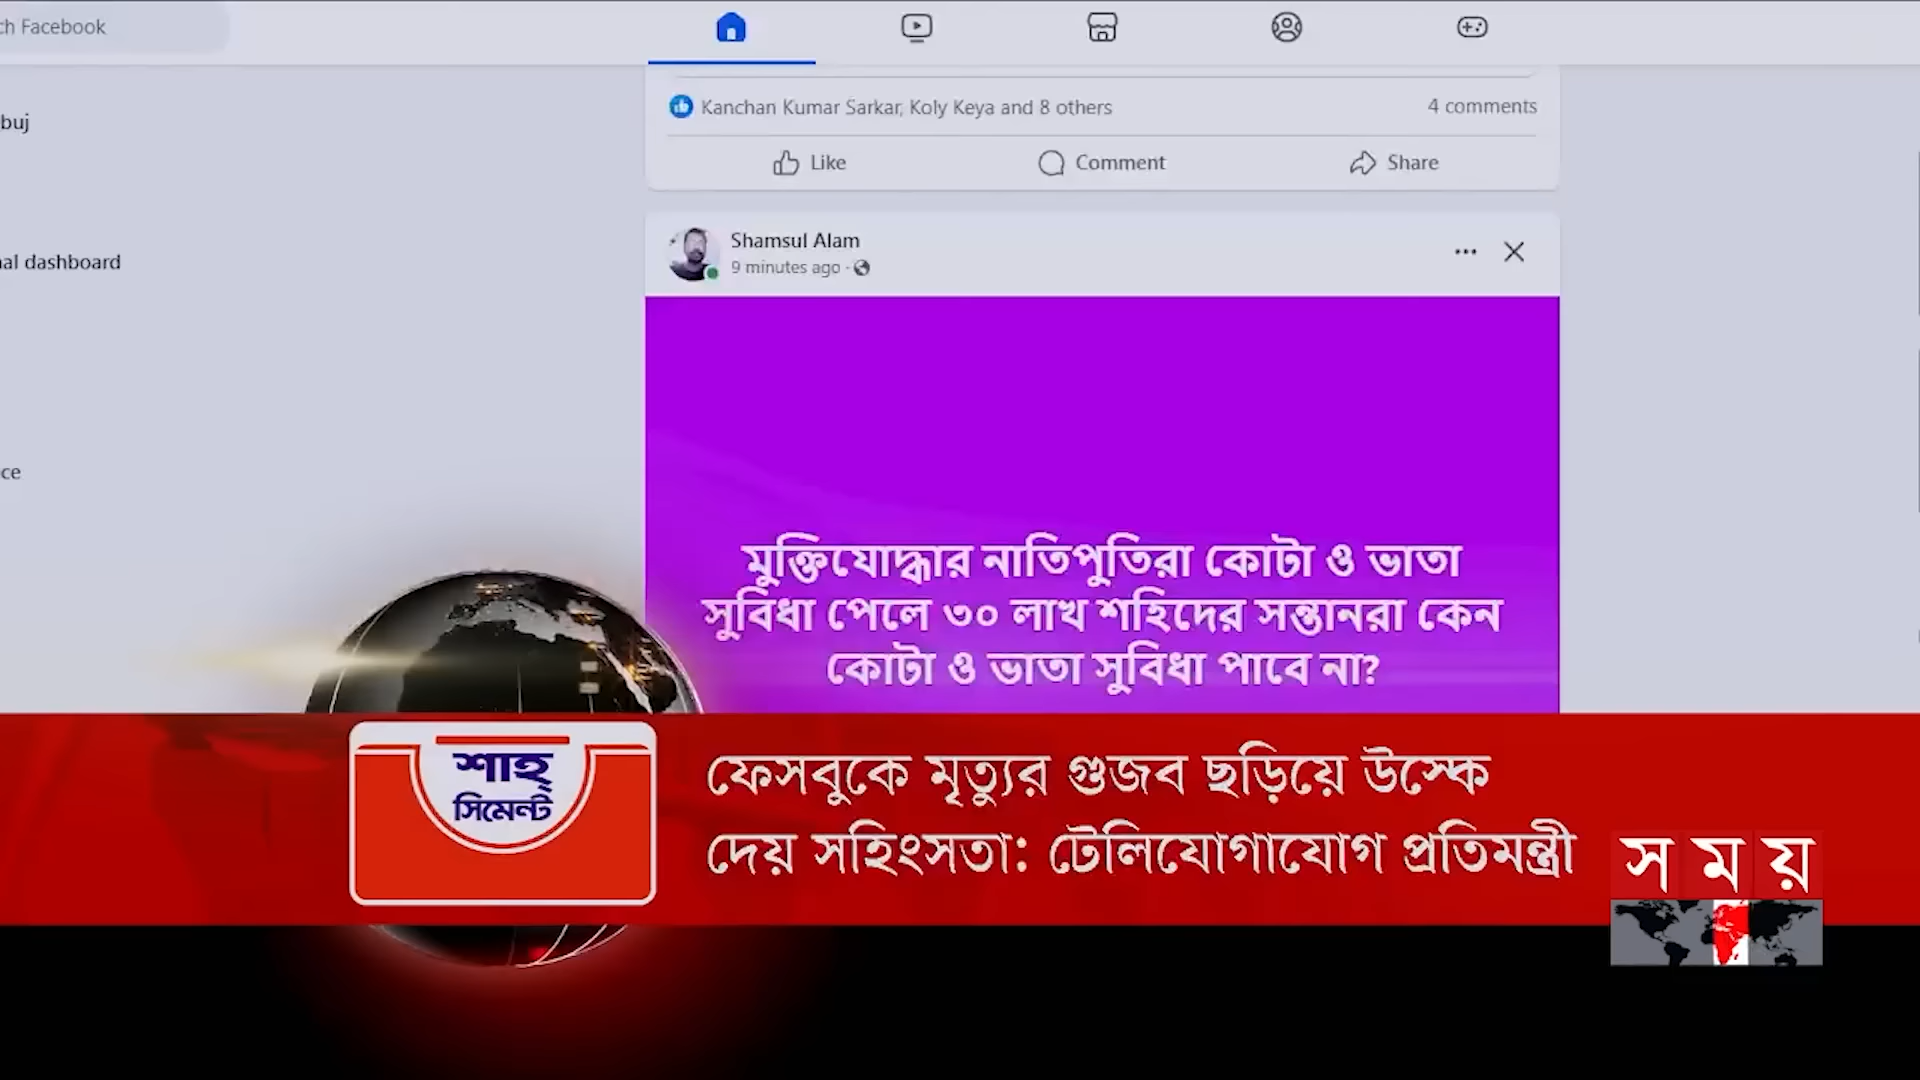 ch Facebook
buj
Kanchan Kumar Sarkar, Koly Keya and 8 others
4 comments
Like
Comment
Share
Shamsul Alam
9 minutes ago
al dashboard
ce
মুক্তিযোদ্ধার নাতিপুতিরা কোটা ও ভাতা
সুবিধা পেলে ৩০ লাখ শহিদের সন্তানরা কেন
কোটা ও ভাতা সুবিধা পাবে না?
শাহ্
সিমেন্ট
ফেসবুকে মৃত্যুর গুজব ছড়িয়ে উস্কে
দেয় সহিংসতা: টেলিযোগাযোগ প্রতিমন্ত্রী
সময়